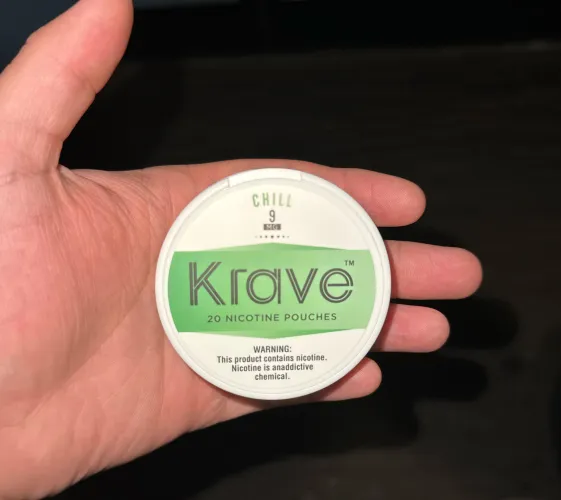 CHILL
9
MG
Krave™
20 NICOTINE POUCHES
WARNING:
This product contains nicotine.
Nicotine is anaddictive
chemical.